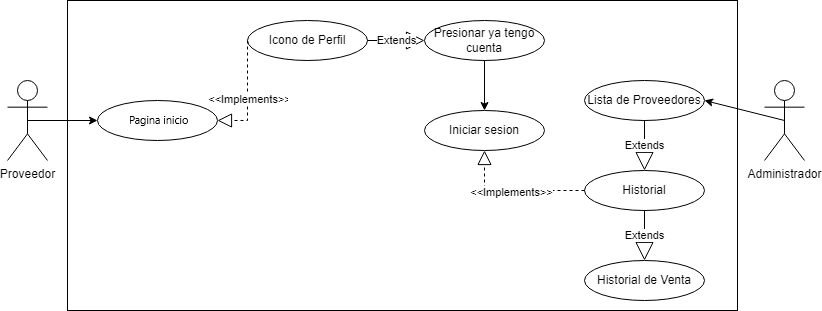 Icono de Perfil
Extends
Presionar ya tengo
cuenta
<<Implements>>
Pagina inicio
Proveedor
Iniciar sesion
<<Implements>>
Lista de Proveedores
Extends
Historial
Extends
Historial de Venta
Administrador